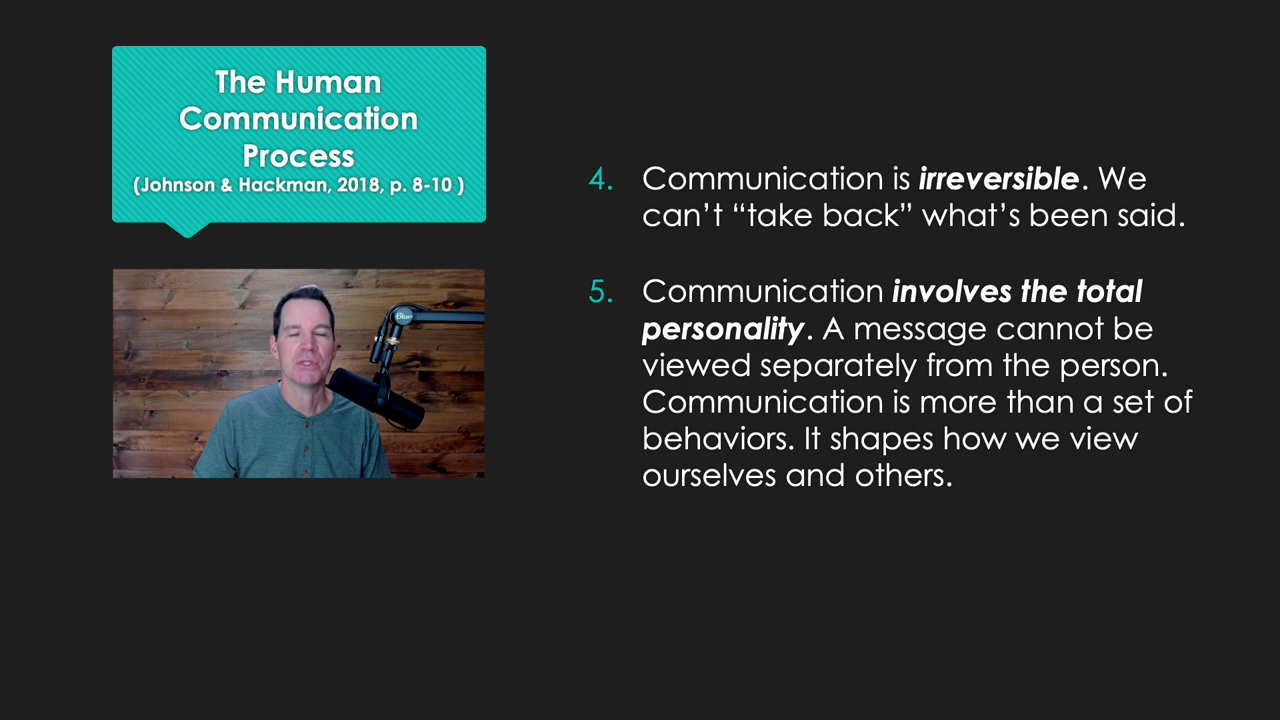 The Human
Communication
Process
(Johnson & Hackman, 2018, p. 8-10 )
4. Communication is irreversible. We
can’t “take back” what’s been said.
5. Communication involves the total
personality. A message cannot be
viewed separately from the person.
Communication is more than a set of
behaviors. It shapes how we view
ourselves and others.
Blue